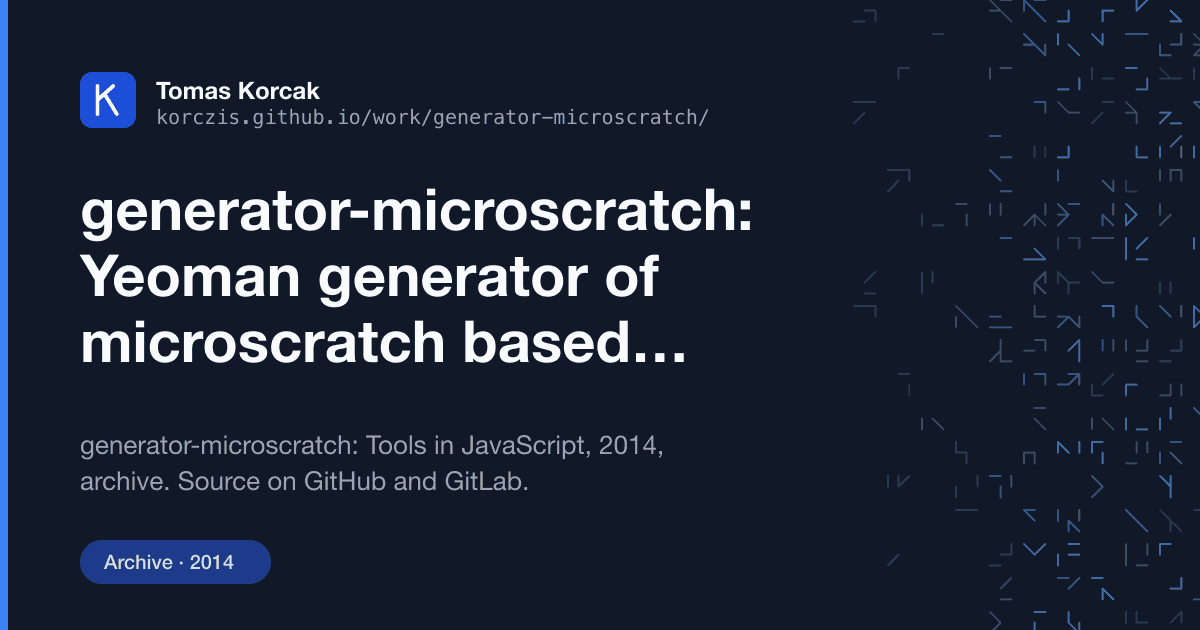 K
Tomas Korcak
korczis.github.io/work/generator-microscratch/
generator-microscratch:
Yeoman generator of
microscratch based…
generator-microscratch: Tools in JavaScript, 2014,
archive. Source on GitHub and GitLab.
Archive · 2014